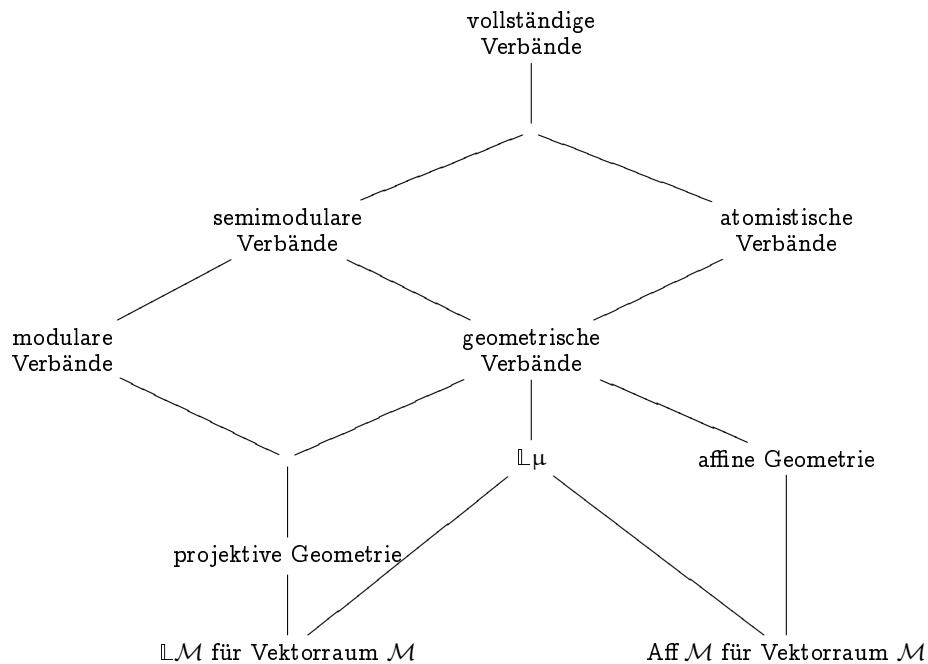 vollständige
Verbände
semimodulare
Verbände
atomistische
Verbände
modulare
Verbände
geometrische
Verbände
𝕃μ
affine Geometrie
projektive Geometrie
𝕃ℳ für Vektorraum ℳ
Aff ℳ für Vektorraum ℳ